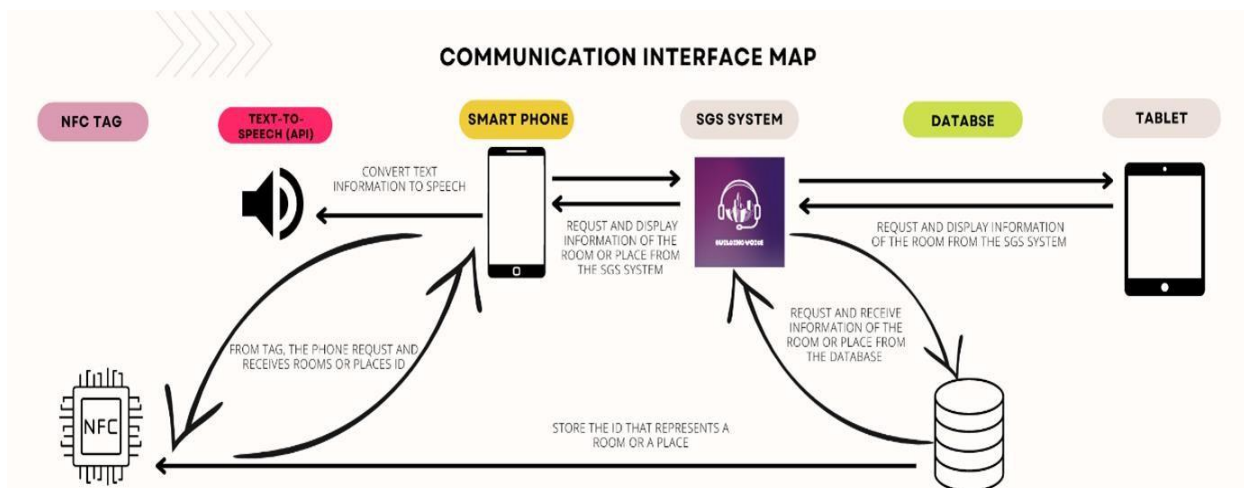 COMMUNICATION INTERFACE MAP
NFC TAG
TEXT-TO-
SPEECH (API)
SMART PHONE
SGS SYSTEM
DATABSE
TABLET
CONVERT TEXT
INFORMATION TO SPEECH
REQUST AND DISPLAY
INFORMATION OF THE
ROOM OR PLACE FROM
THE SGS SYSTEM
BUILDING VOICE
REQUST AND DISPLAY INFORMATION
OF THE ROOM FROM THE SGS SYSTEM
FROM TAG, THE PHONE REQUST AND
RECEIVES ROOMS OR PLACES ID
REQUST AND RECEIVE
INFORMATION OF THE
ROOM OR PLACE FROM
THE DATABASE
NFC
STORE THE ID THAT REPRESENTS A
ROOM OR A PLACE